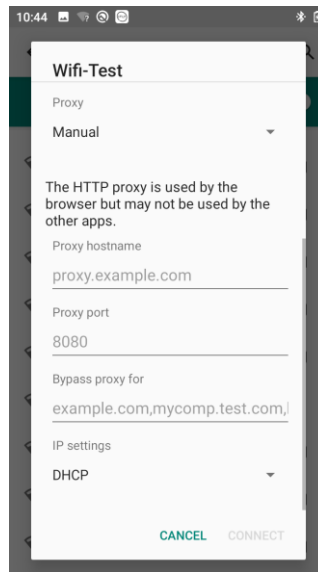 10:44
Wifi-Test
Proxy
Manual
The HTTP proxy is used by the
browser but may not be used by the
other apps.
Proxy hostname
proxy.example.com
Proxy port
8080
Bypass proxy for
example.com,mycomp.test.com,
IP settings
DHCP
CANCEL CONNECT